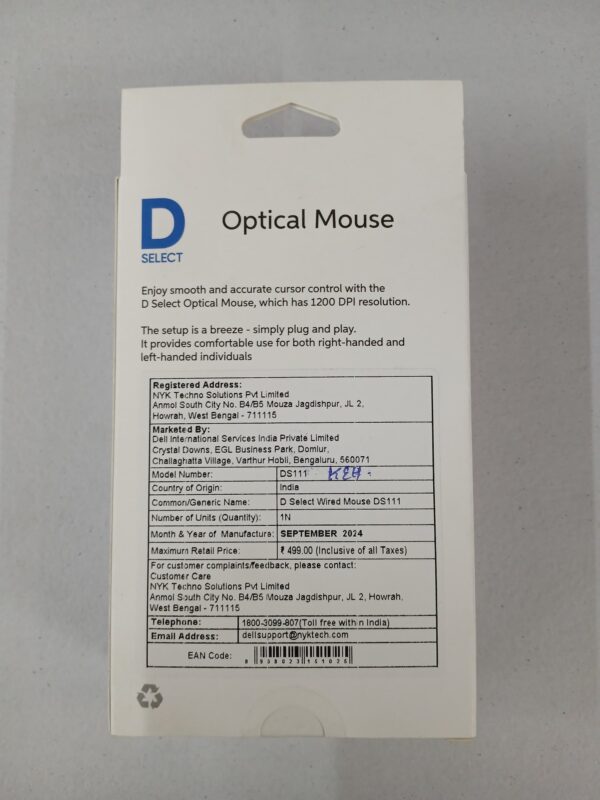 D
SELECT
Optical Mouse
Enjoy smooth and accurate cursor control with the
D Select Optical Mouse, which has 1200 DPI resolution.
The setup is a breeze - simply plug and play.
It provides comfortable use for both right-handed and
left-handed individuals
Registered Address:
NYK Techno Solutions Pvt Limited
Anmol South City No. B4/B5 Mouza Jagdishpur, JL 2,
Howrah, West Bengal - 711115
Marketed By:
Dell International Services India Private Limited
Crystal Downs, EGL Business Park, Domlur,
Challaghatta Village, Varthur Hobli, Bengaluru, 560071
Model Number: DS111
Country of Origin: India
Common/Generic Name: D Select Wired Mouse DS111
Number of Units (Quantity): 1N
Month & Year of Manufacture: SEPTEMBER 2024
Maximum Retail Price: ₹ 499.00 (Inclusive of all Taxes)
For customer complaints/feedback, please contact:
Customer Care
NYK Techno Solutions Pvt Limited
Anmol South City No. B4/B5 Mouza Jagdishpur, JL 2, Howrah,
West Bengal - 711115
Telephone: 1800-3099-807(Toll free within India)
Email Address: dellsupport@nyktech.com
EAN Code: